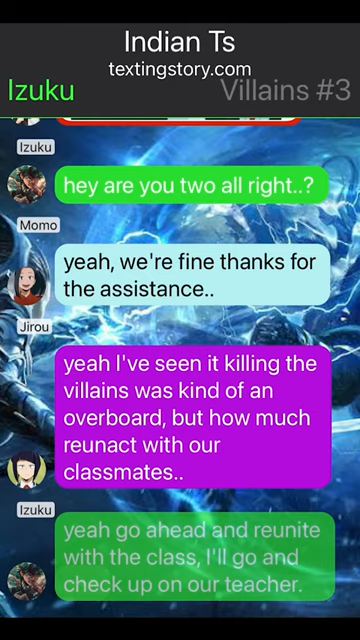 Indian Ts
textingstory.com
Izuku
Villains #3
Izuku
hey are you two all right..?
Momo
yeah, we're fine thanks for
the assistance..
Jirou
yeah I've seen it killing the
villains was kind of an
overboard, but how much
reunact with our
classmates..
Izuku
yeah go ahead and reunite
with the class, I'll go and
check up on our teacher.